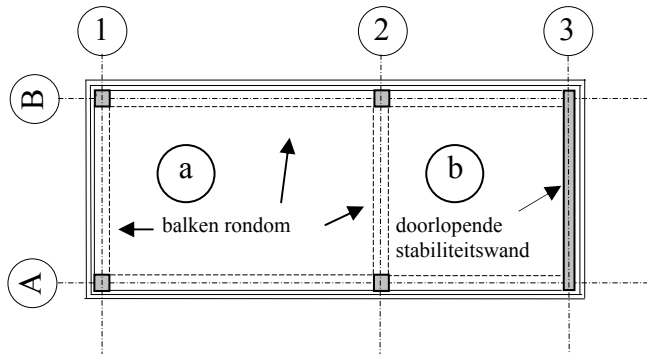 1
2
3
B
a
b
balken rondom
doorlopende
stabiliteitswand
A